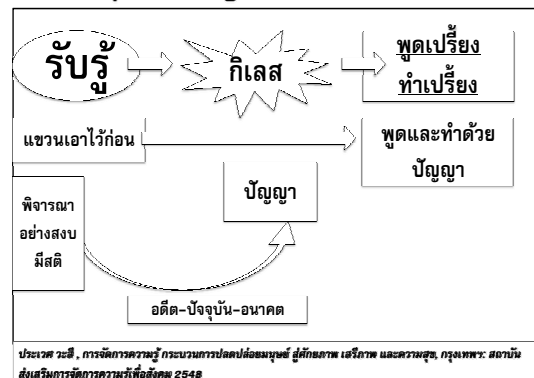 รับรู้
กิเลส
พูดเปรี้ยง
ทำเปรี้ยง
แขวนเอาไว้ก่อน
พูดและทำด้วย
ปัญญา
ปัญญา
พิจารณา
อย่างสงบ
มีสติ
อดีต-ปัจจุบัน-อนาคต
ประเวศ วะสี , การจัดการความรู้ กระบวนการปลดปล่อยมนุษย์ สู่ศักยภาพ เสรีภาพ และความสุข, กรุงเทพฯ: สถาบัน
ส่งเสริมการจัดการความรู้เพื่อสังคม 2548